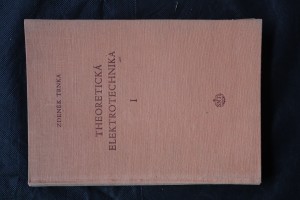 ZDENĚK TRNKA
THEORETICKÁ
ELEKTROTECHNIKA
I